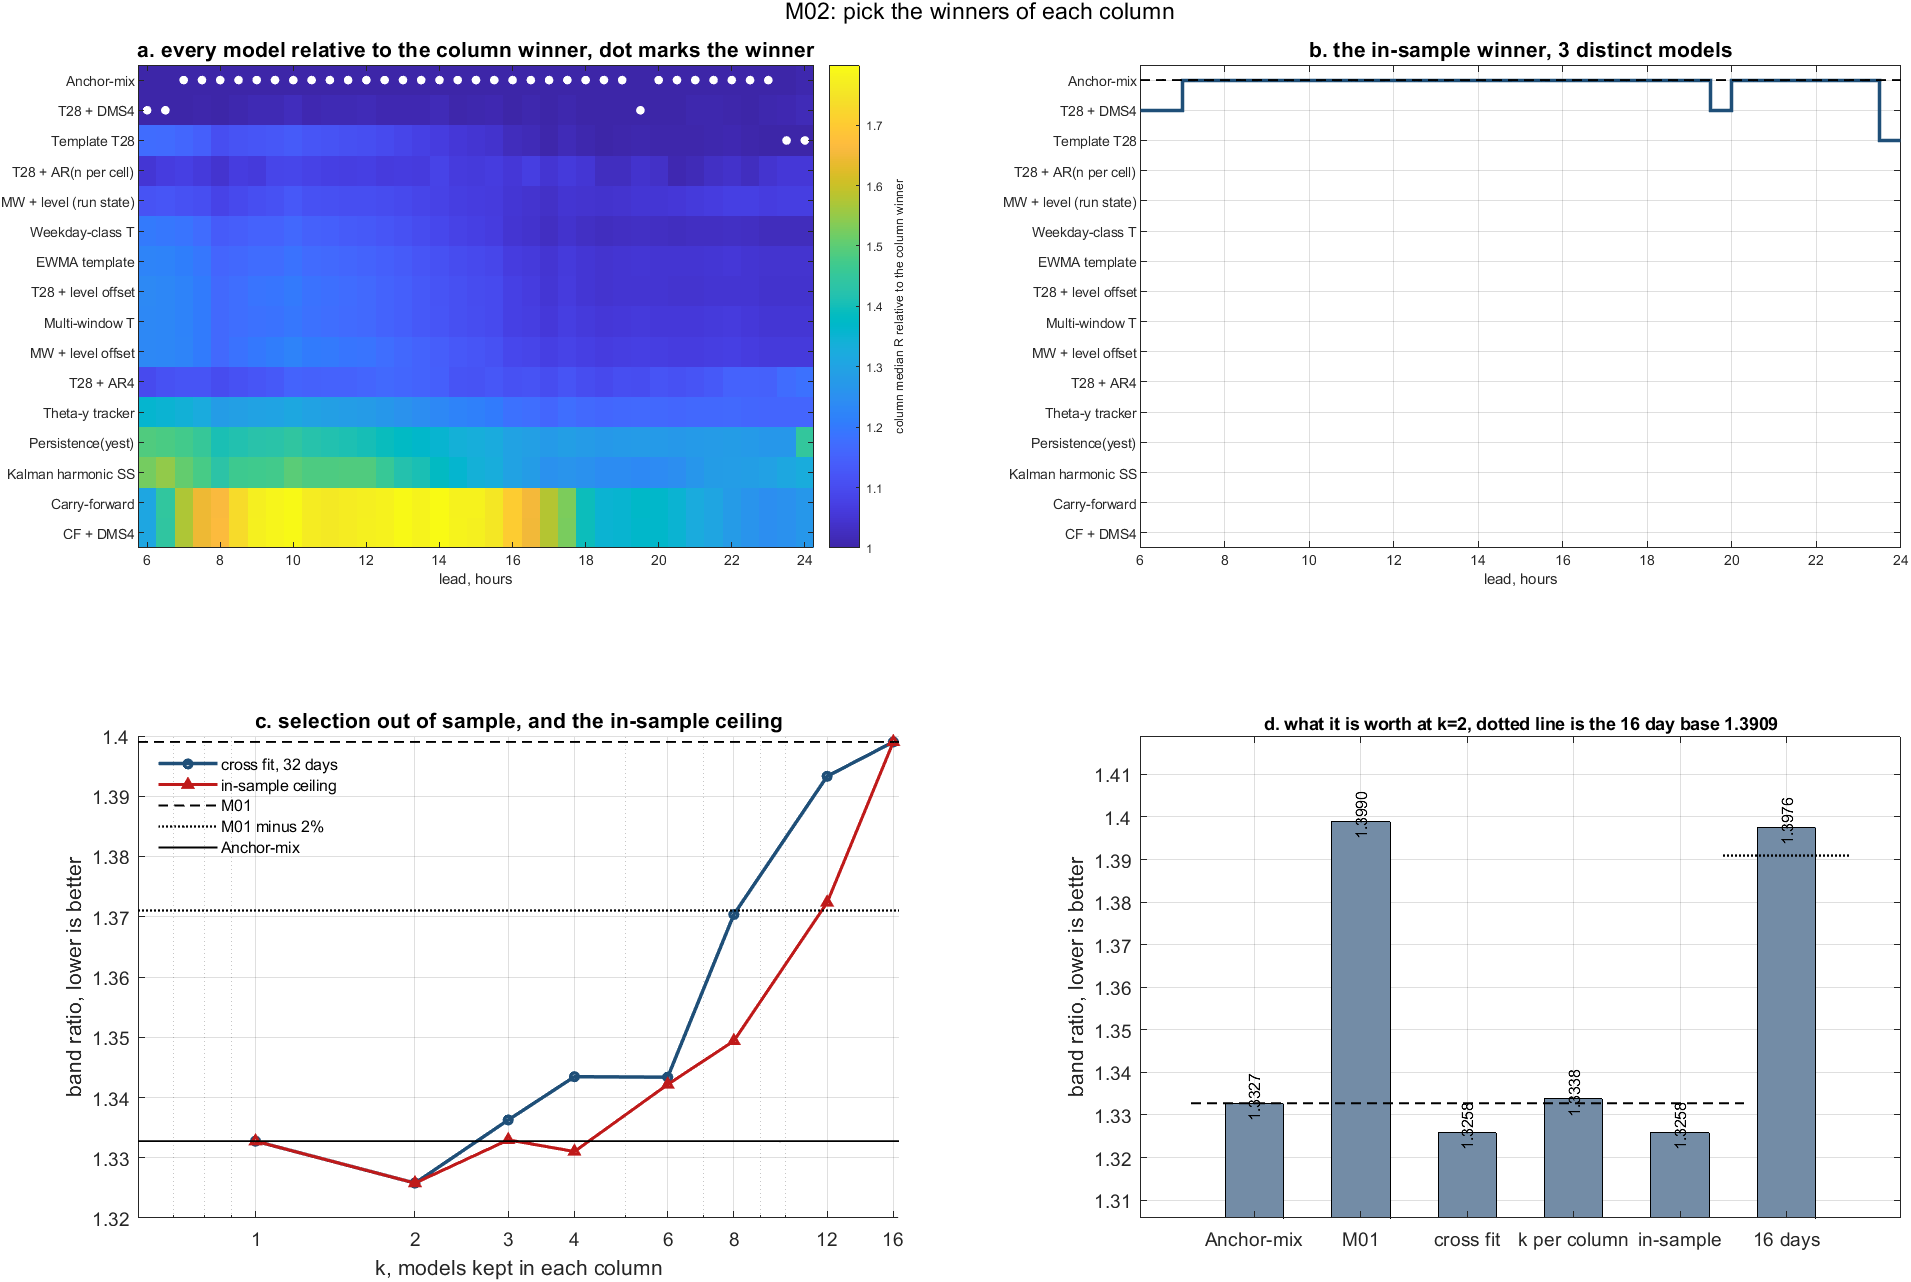 M02: pick the winners of each column
a. every model relative to the column winner, dot marks the winner
Anchor-mix
T28 + DMS4
Template T28
T28 + AR(n per cell)
MW + level (run state)
Weekday-class T
EWMA template
T28 + level offset
Multi-window T
MW + level offset
T28 + AR4
Theta-y tracker
Persistence(yest)
Kalman harmonic SS
Carry-forward
CF + DMS4
6 8 10 12 14 16 18 20 22 24
lead, hours
1.7
1.6
1.5
1.4
1.3
1.2
1.1
1
column median R relative to the column winner
b. the in-sample winner, 3 distinct models
Anchor-mix
T28 + DMS4
Template T28
T28 + AR(n per cell)
MW + level (run state)
Weekday-class T
EWMA template
T28 + level offset
Multi-window T
MW + level offset
T28 + AR4
Theta-y tracker
Persistence(yest)
Kalman harmonic SS
Carry-forward
CF + DMS4
6 8 10 12 14 16 18 20 22 24
lead, hours
c. selection out of sample, and the in-sample ceiling
1.4
1.39
1.38
1.37
1.36
1.35
1.34
1.33
1.32
band ratio, lower is better
cross fit, 32 days
in-sample ceiling
M01
M01 minus 2%
Anchor-mix
1 2 3 4 6 8 12 16
k, models kept in each column
d. what it is worth at k=2, dotted line is the 16 day base 1.3909
1.41
1.4
1.39
1.38
1.37
1.36
1.35
1.34
1.33
1.32
1.31
band ratio, lower is better
1.3327
1.3990
1.3258
1.3338
1.3258
1.3976
Anchor-mix M01 cross fit k per column in-sample 16 days